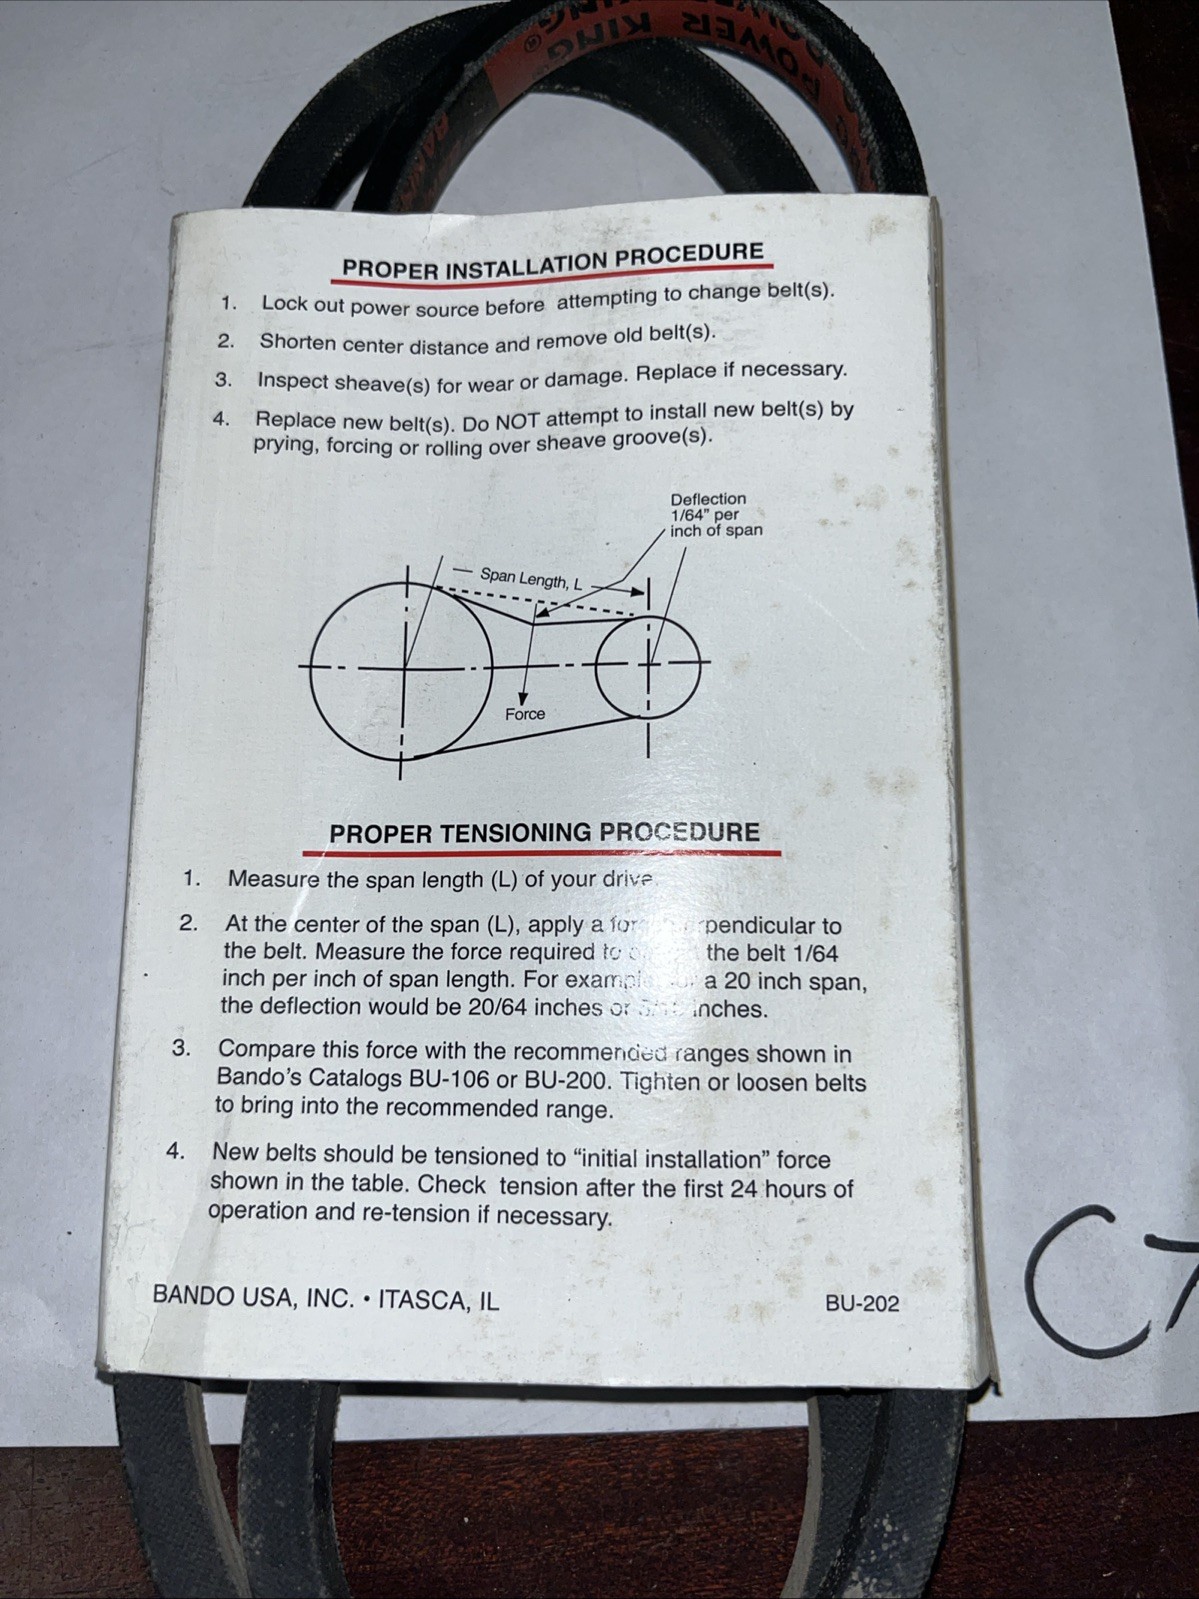 POWER KING
POWER KING®
PROPER INSTALLATION PROCEDURE
1. Lock out power source before attempting to change belt(s).
2. Shorten center distance and remove old belt(s).
3. Inspect sheave(s) for wear or damage. Replace if necessary.
4. Replace new belt(s). Do NOT attempt to install new belt(s) by
prying, forcing or rolling over sheave groove(s).
Deflection
1/64" per
inch of span
Span Length, L
Force
PROPER TENSIONING PROCEDURE
1. Measure the span length (L) of your drive.
2. At the center of the span (L), apply a perpendicular to
the belt. Measure the force required to the belt 1/64
inch per inch of span length. For example, a 20 inch span,
the deflection would be 20/64 inches or inches.
3. Compare this force with the recommended ranges shown in
Bando's Catalogs BU-106 or BU-200. Tighten or loosen belts
to bring into the recommended range.
4. New belts should be tensioned to "initial installation" force
shown in the table. Check tension after the first 24 hours of
operation and re-tension if necessary.
BANDO USA, INC. • ITASCA, IL
BU-202